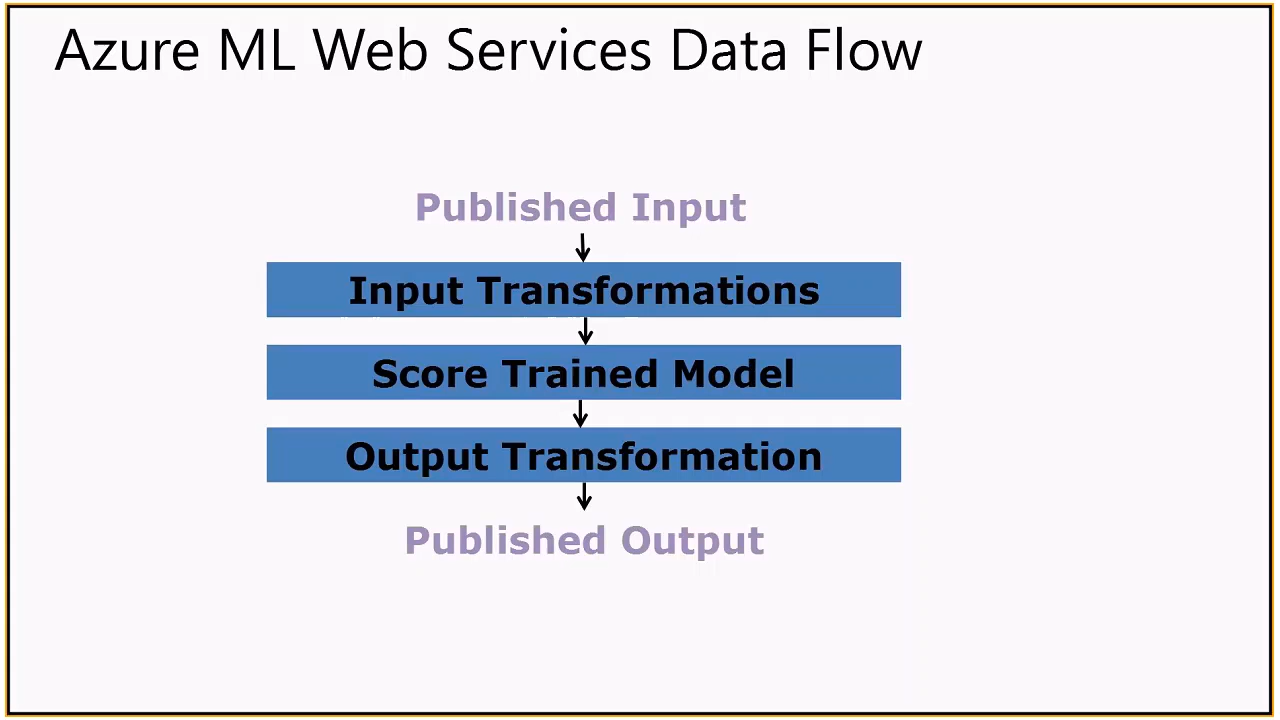 Azure ML Web Services Data Flow
Published Input
Input Transformations
Score Trained Model
Output Transformation
Published Output